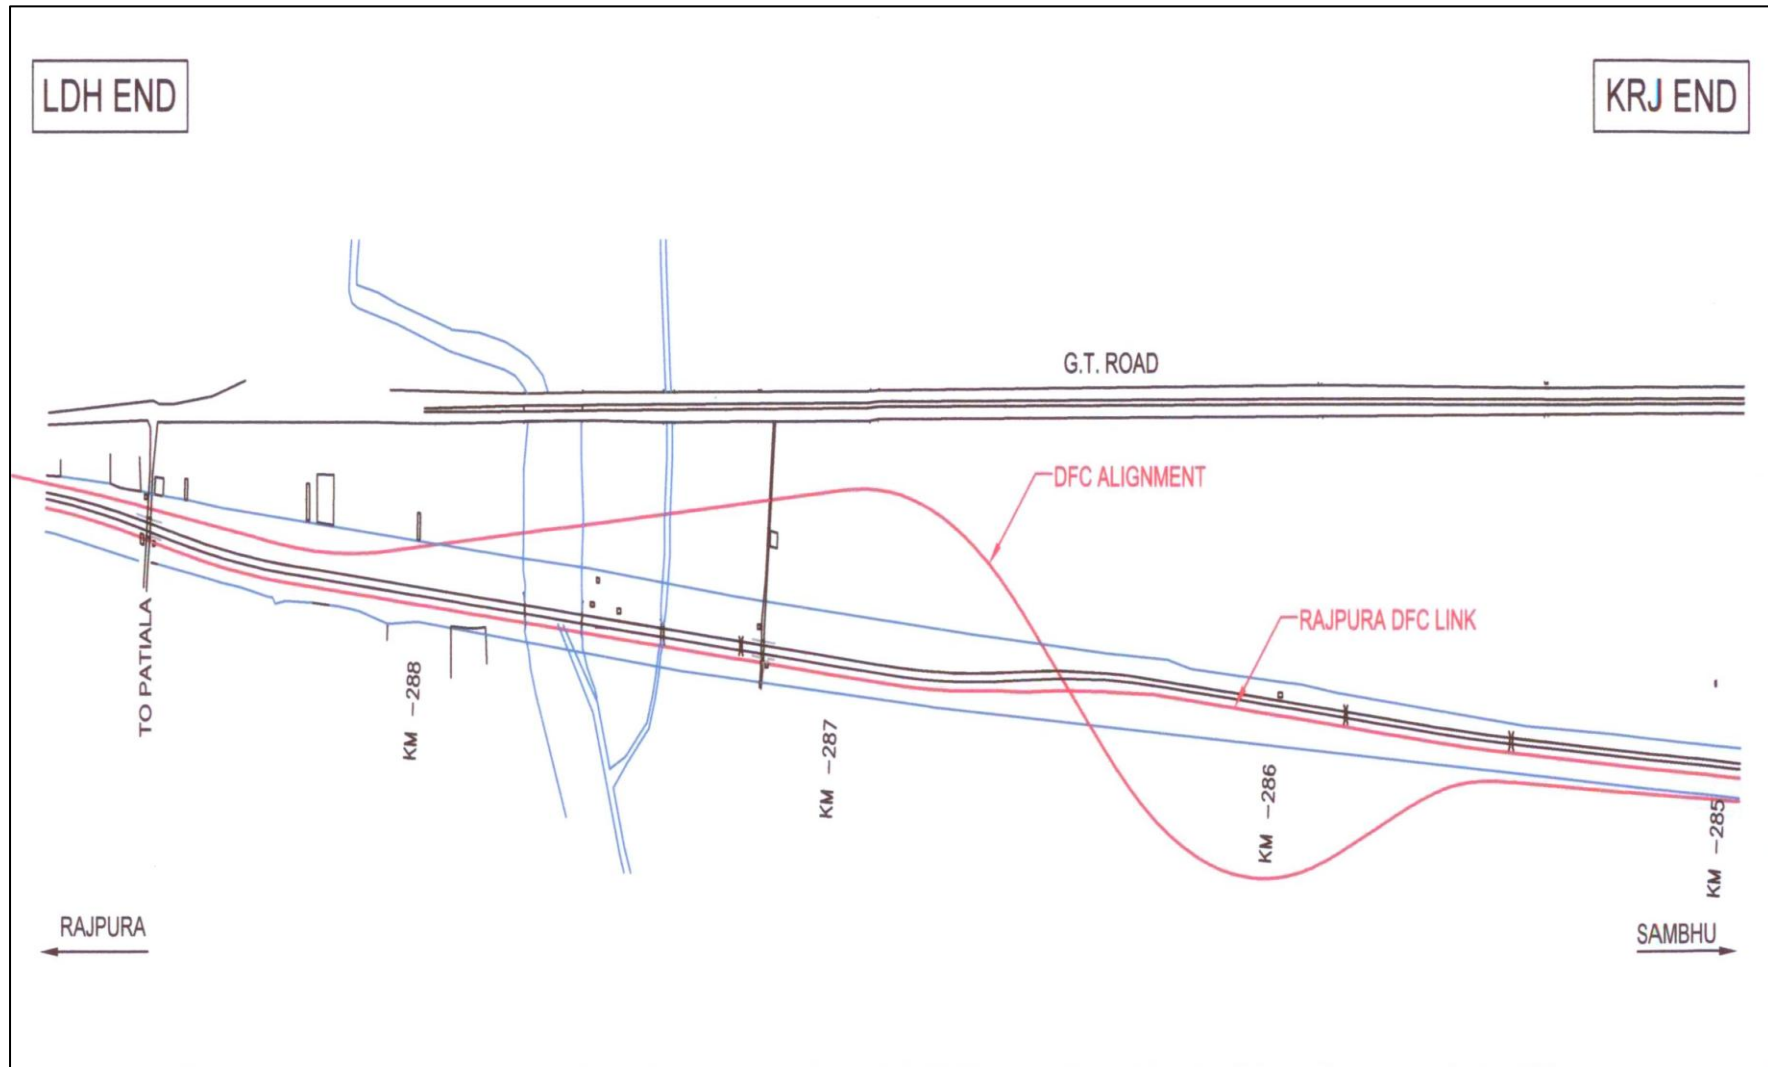 LDH END
KRJ END
G.T. ROAD
DFC ALIGNMENT
RAJPURA DFC LINK
TO PATIALA
KM -288
KM -287
KM -286
KM -285
RAJPURA
SAMBHU